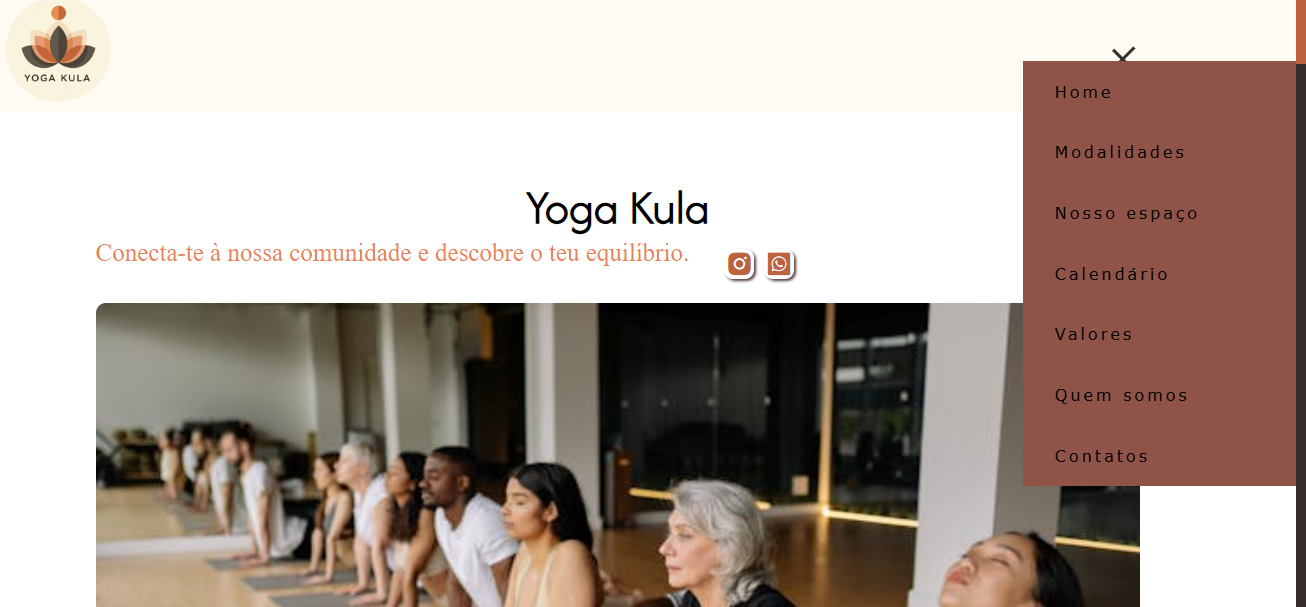 YOGA KULA
Home
Modalidades
Nosso espaço
Calendário
Valores
Quem somos
Contatos
Yoga Kula
Conecta-te à nossa comunidade e descobre o teu equilíbrio.